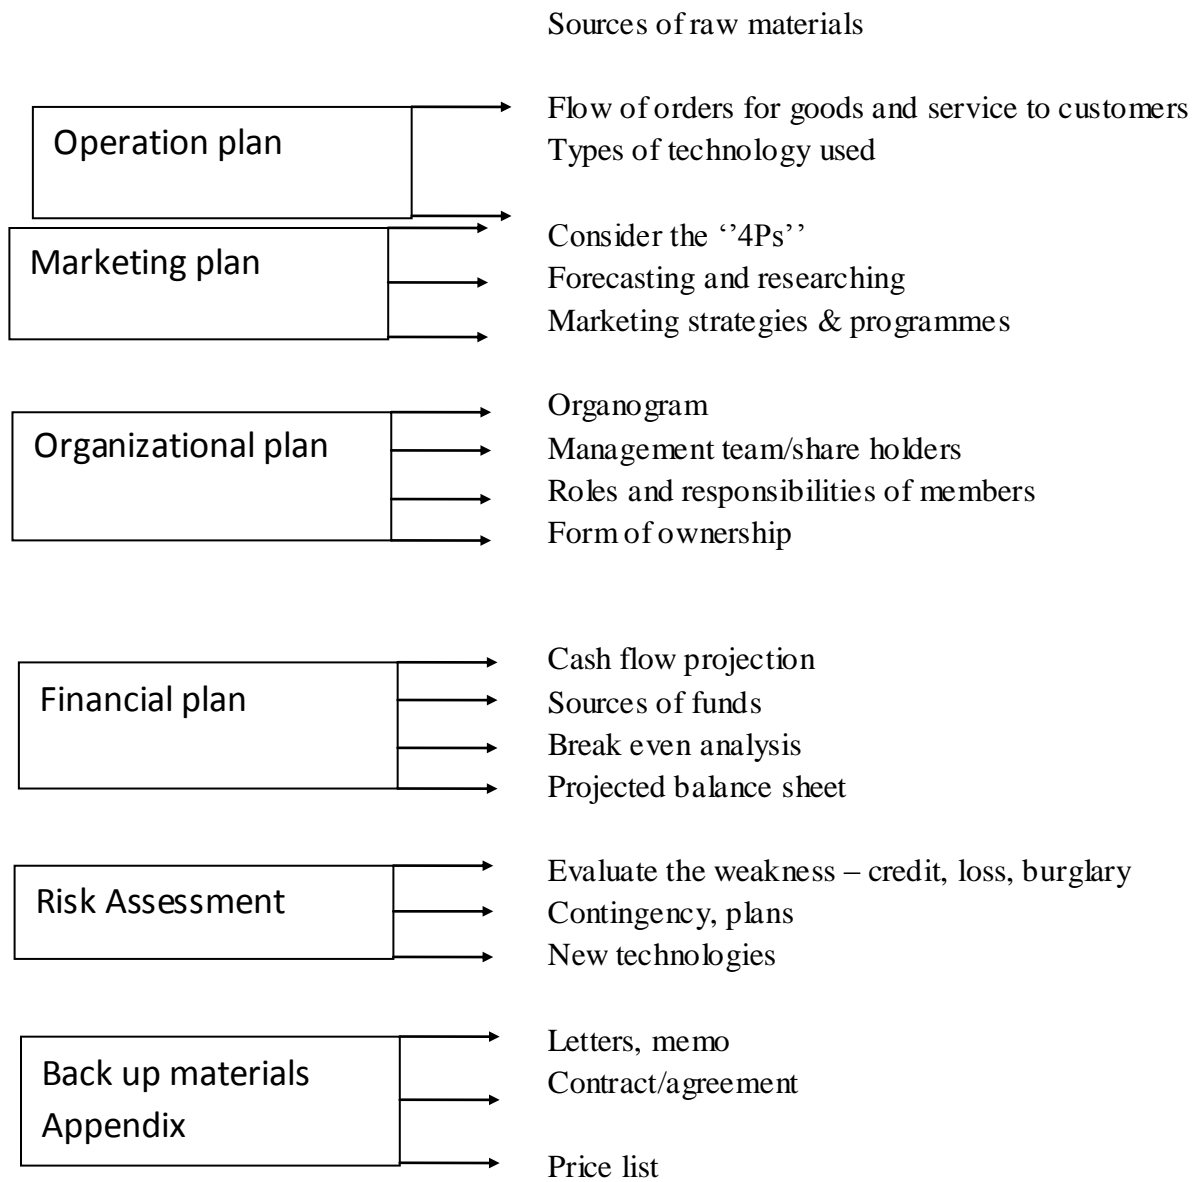 Sources of raw materials
Operation plan
Flow of orders for goods and service to customers
Types of technology used
Marketing plan
Consider the ‘’4Ps’’
Forecasting and researching
Marketing strategies & programmes
Organizational plan
Organogram
Management team/share holders
Roles and responsibilities of members
Form of ownership
Financial plan
Cash flow projection
Sources of funds
Break even analysis
Projected balance sheet
Risk Assessment
Evaluate the weakness – credit, loss, burglary
Contingency, plans
New technologies
Back up materials
Appendix
Letters, memo
Contract/agreement
Price list